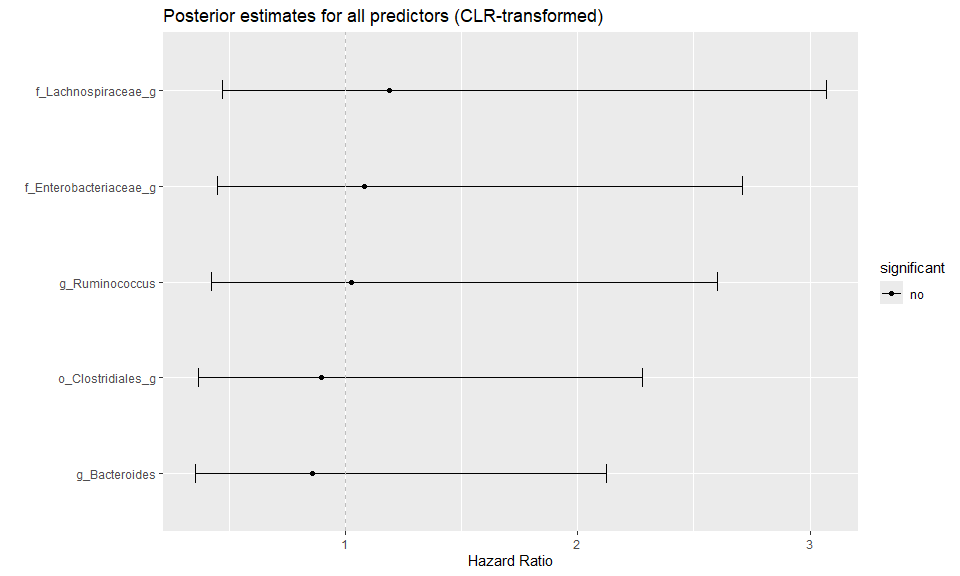 Posterior estimates for all predictors (CLR-transformed)
f_Lachnospiraceae_g
f_Enterobacteriaceae_g
g_Ruminococcus
o_Clostridiales_g
g_Bacteroides
1
2
3
Hazard Ratio
significant
no